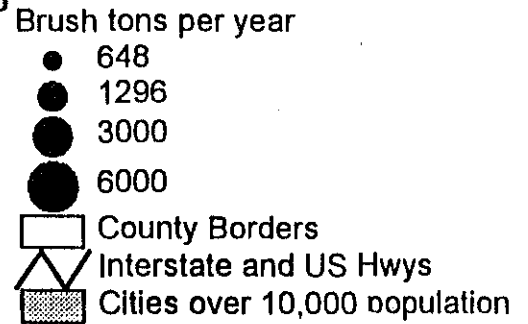 Brush tons per year
648
1296
3000
6000
County Borders
Interstate and US Hwys
Cities over 10,000 population